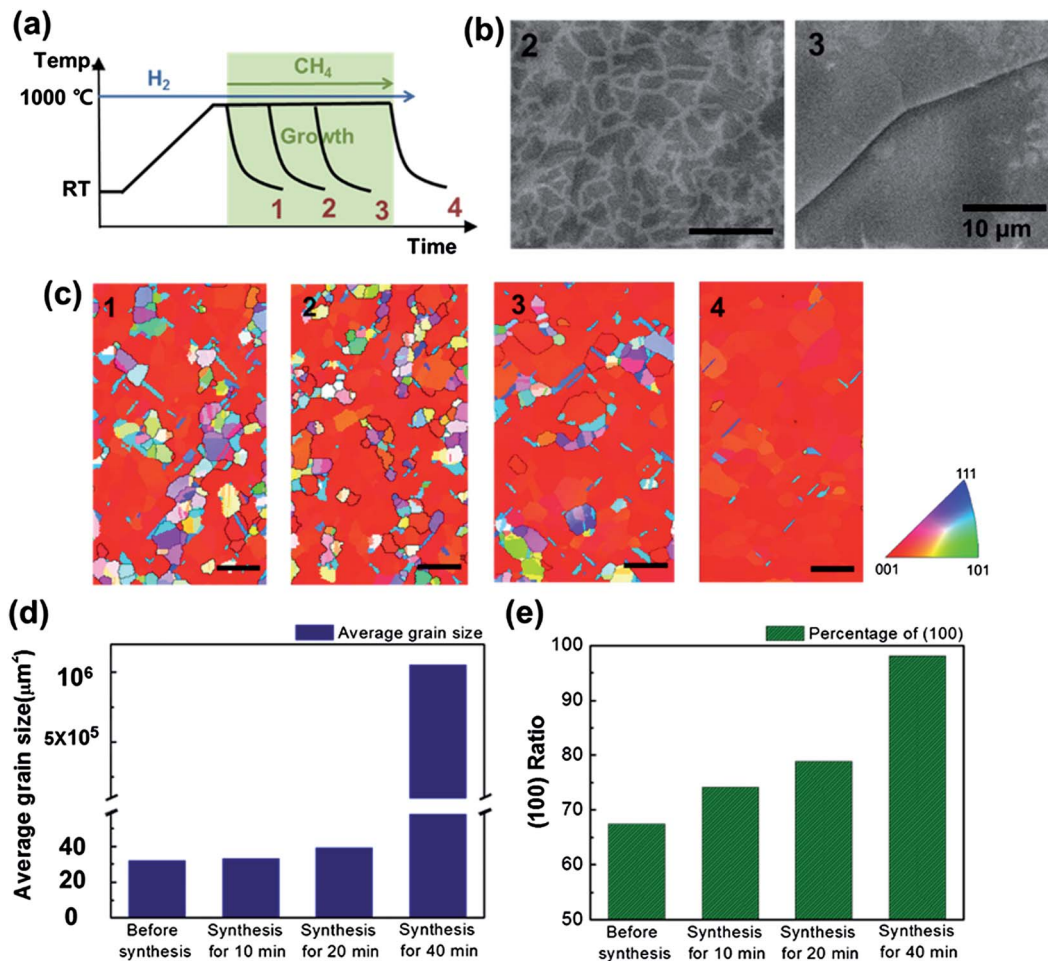 (a)
Temp.
1000 ℃
H2
CH4
Growth
RT
1 2 3 4
Time
(b)
2
3
10 μm
(c)
1
2
3
4
111
001 101
(d)
Average grain size
Average grain size(μm²)
10⁶
5X10⁵
40
20
0
Before synthesis
Synthesis for 10 min
Synthesis for 20 min
Synthesis for 40 min
(e)
Percentage of (100)
(100) Ratio
100
90
80
70
60
50
Before synthesis
Synthesis for 10 min
Synthesis for 20 min
Synthesis for 40 min